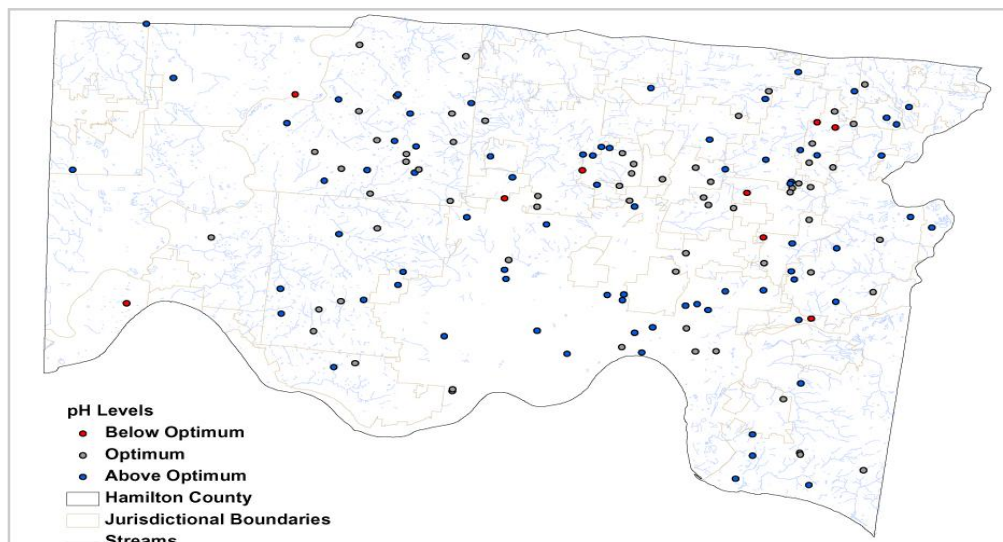 pH Levels
Below Optimum
Optimum
Above Optimum
Hamilton County
Jurisdictional Boundaries
Streams